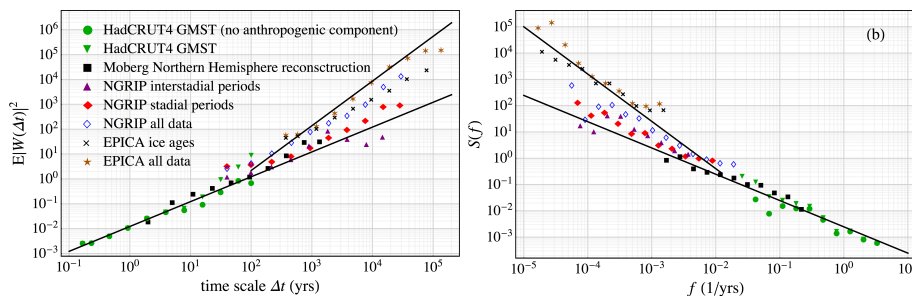 10⁶
10⁵
10⁴
10³
10²
10¹
10⁰
10⁻¹
10⁻²
10⁻³
E|W(Δt)|²
HadCRUT4 GMST (no anthropogenic component)
HadCRUT4 GMST
Moberg Northern Hemisphere reconsctruction
NGRIP interstadial periods
NGRIP stadial periods
NGRIP all data
EPICA ice ages
EPICA all data
10⁻¹ 10⁰ 10¹ 10² 10³ 10⁴ 10⁵
time scale Δt (yrs)
(b)
10⁵
10⁴
10³
10²
10¹
10⁰
10⁻¹
10⁻²
10⁻³
S(f)
10⁻⁵ 10⁻⁴ 10⁻³ 10⁻² 10⁻¹ 10⁰ 10¹
f (1/yrs)